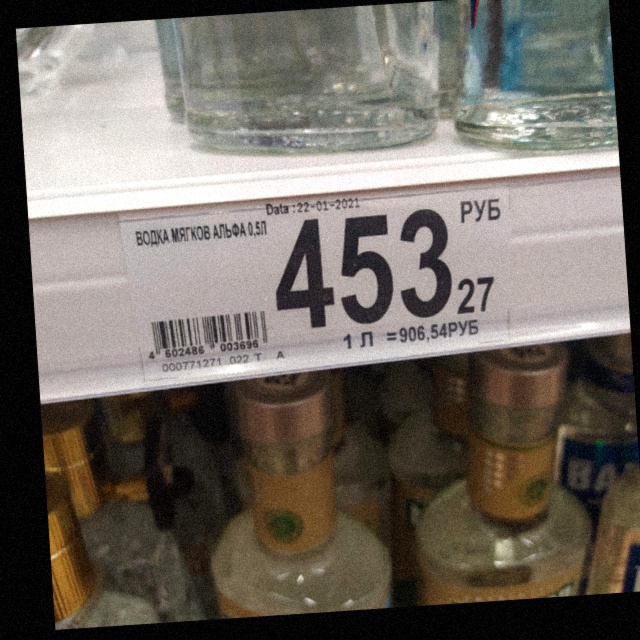 Data :22-01-2021
ВОДКА МЯГКОВ АЛЬФА 0.5Л
453 27 РУБ
1 Л =906,54РУБ
4 602486 003696
000771271 022 Т А